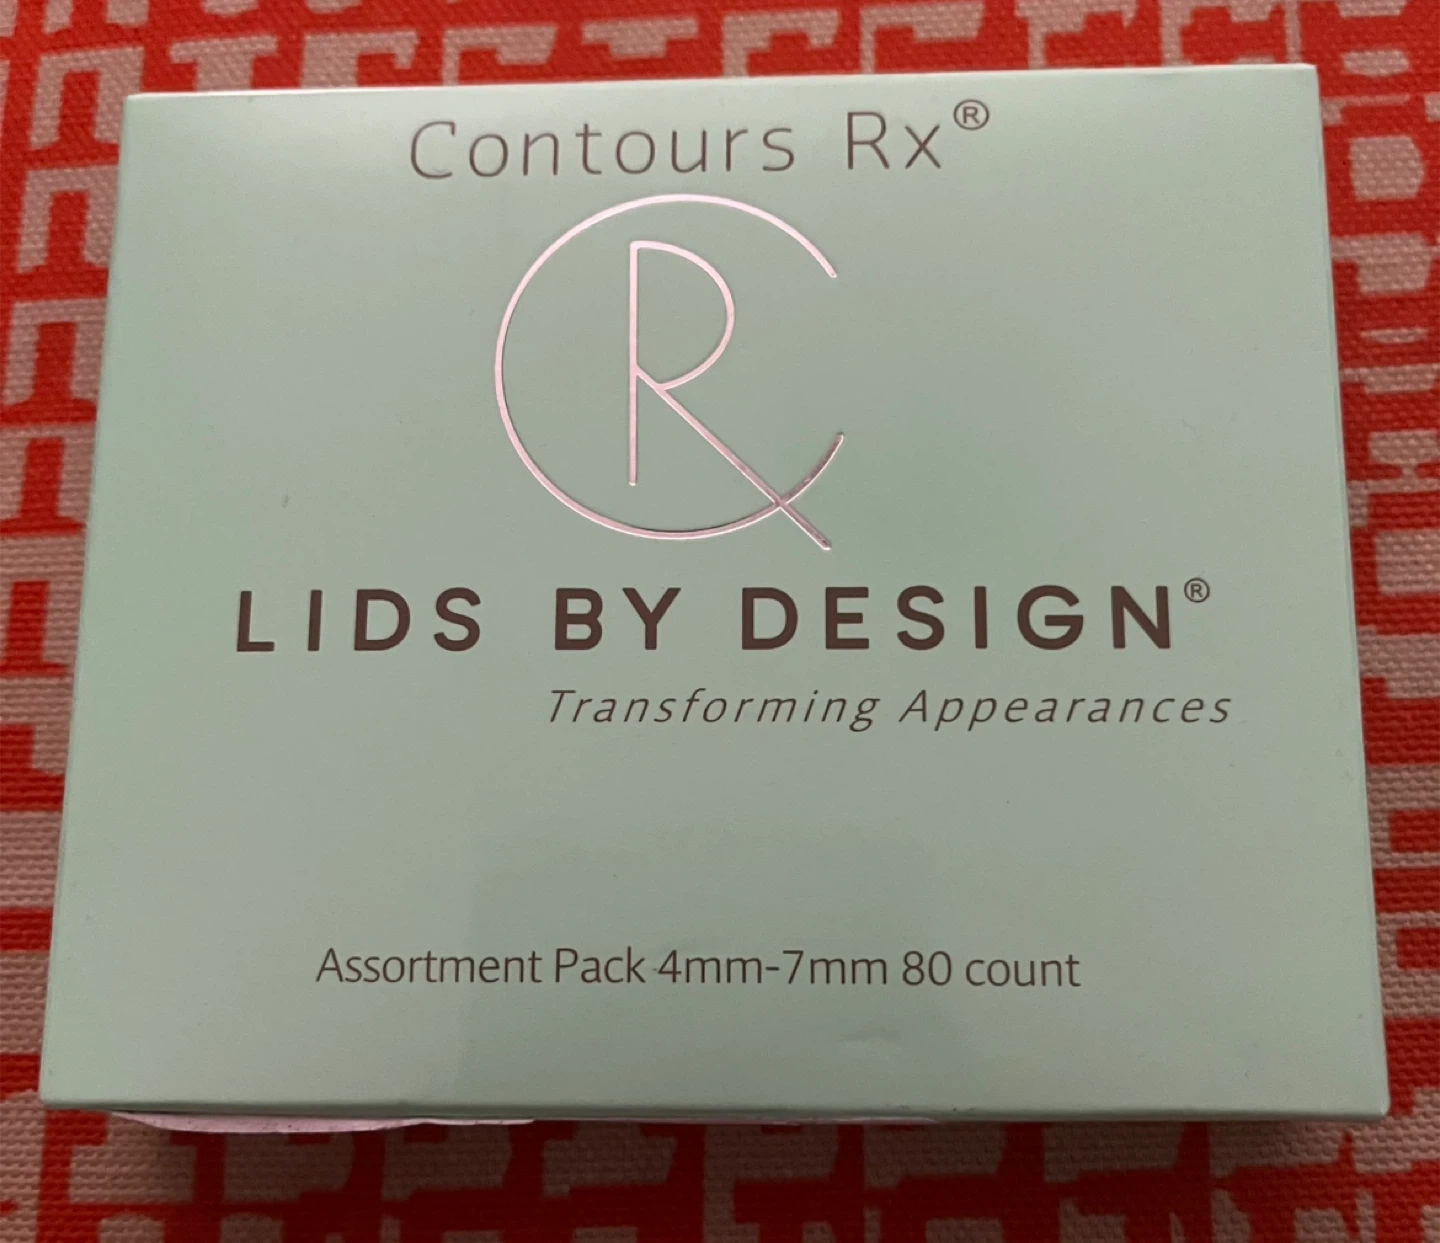 Contours Rx®
CR
LIDS BY DESIGN®
Transforming Appearances
Assortment Pack 4mm-7mm 80 count